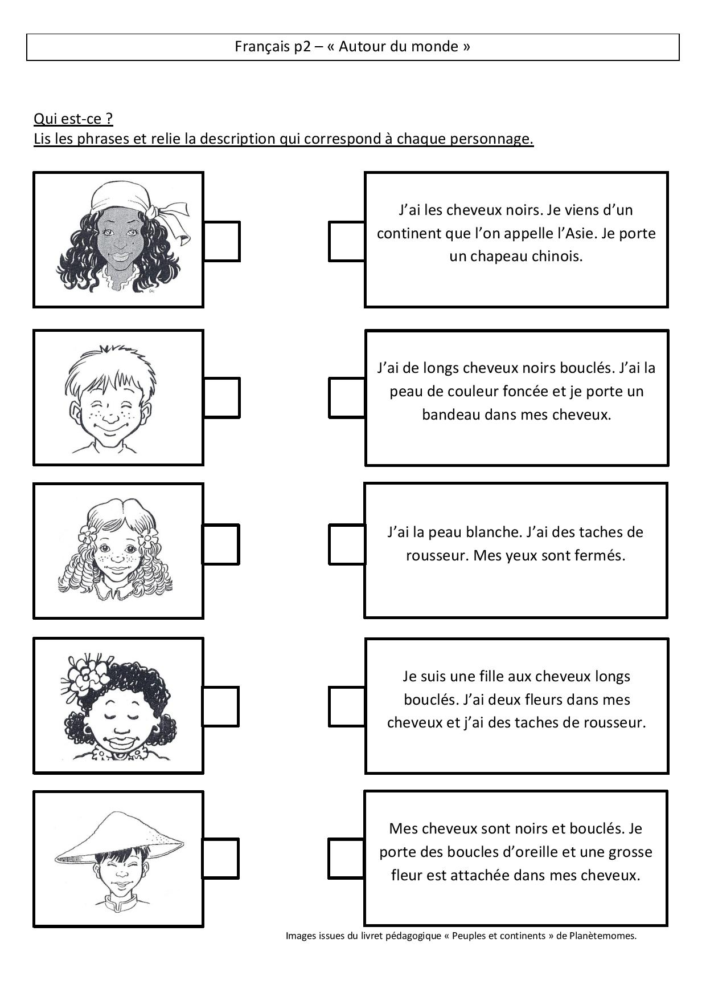 Français p2 – « Autour du monde »
Qui est-ce ?
Lis les phrases et relie la description qui correspond à chaque personnage.
J’ai les cheveux noirs. Je viens d’un
continent que l’on appelle l’Asie. Je porte
un chapeau chinois.
J’ai de longs cheveux noirs bouclés. J’ai la
peau de couleur foncée et je porte un
bandeau dans mes cheveux.
J’ai la peau blanche. J’ai des taches de
rousseur. Mes yeux sont fermés.
Je suis une fille aux cheveux longs
bouclés. J’ai deux fleurs dans mes
cheveux et j’ai des taches de rousseur.
Mes cheveux sont noirs et bouclés. Je
porte des boucles d’oreille et une grosse
fleur est attachée dans mes cheveux.
Images issues du livret pédagogique « Peuples et continents » de Planètemomes.